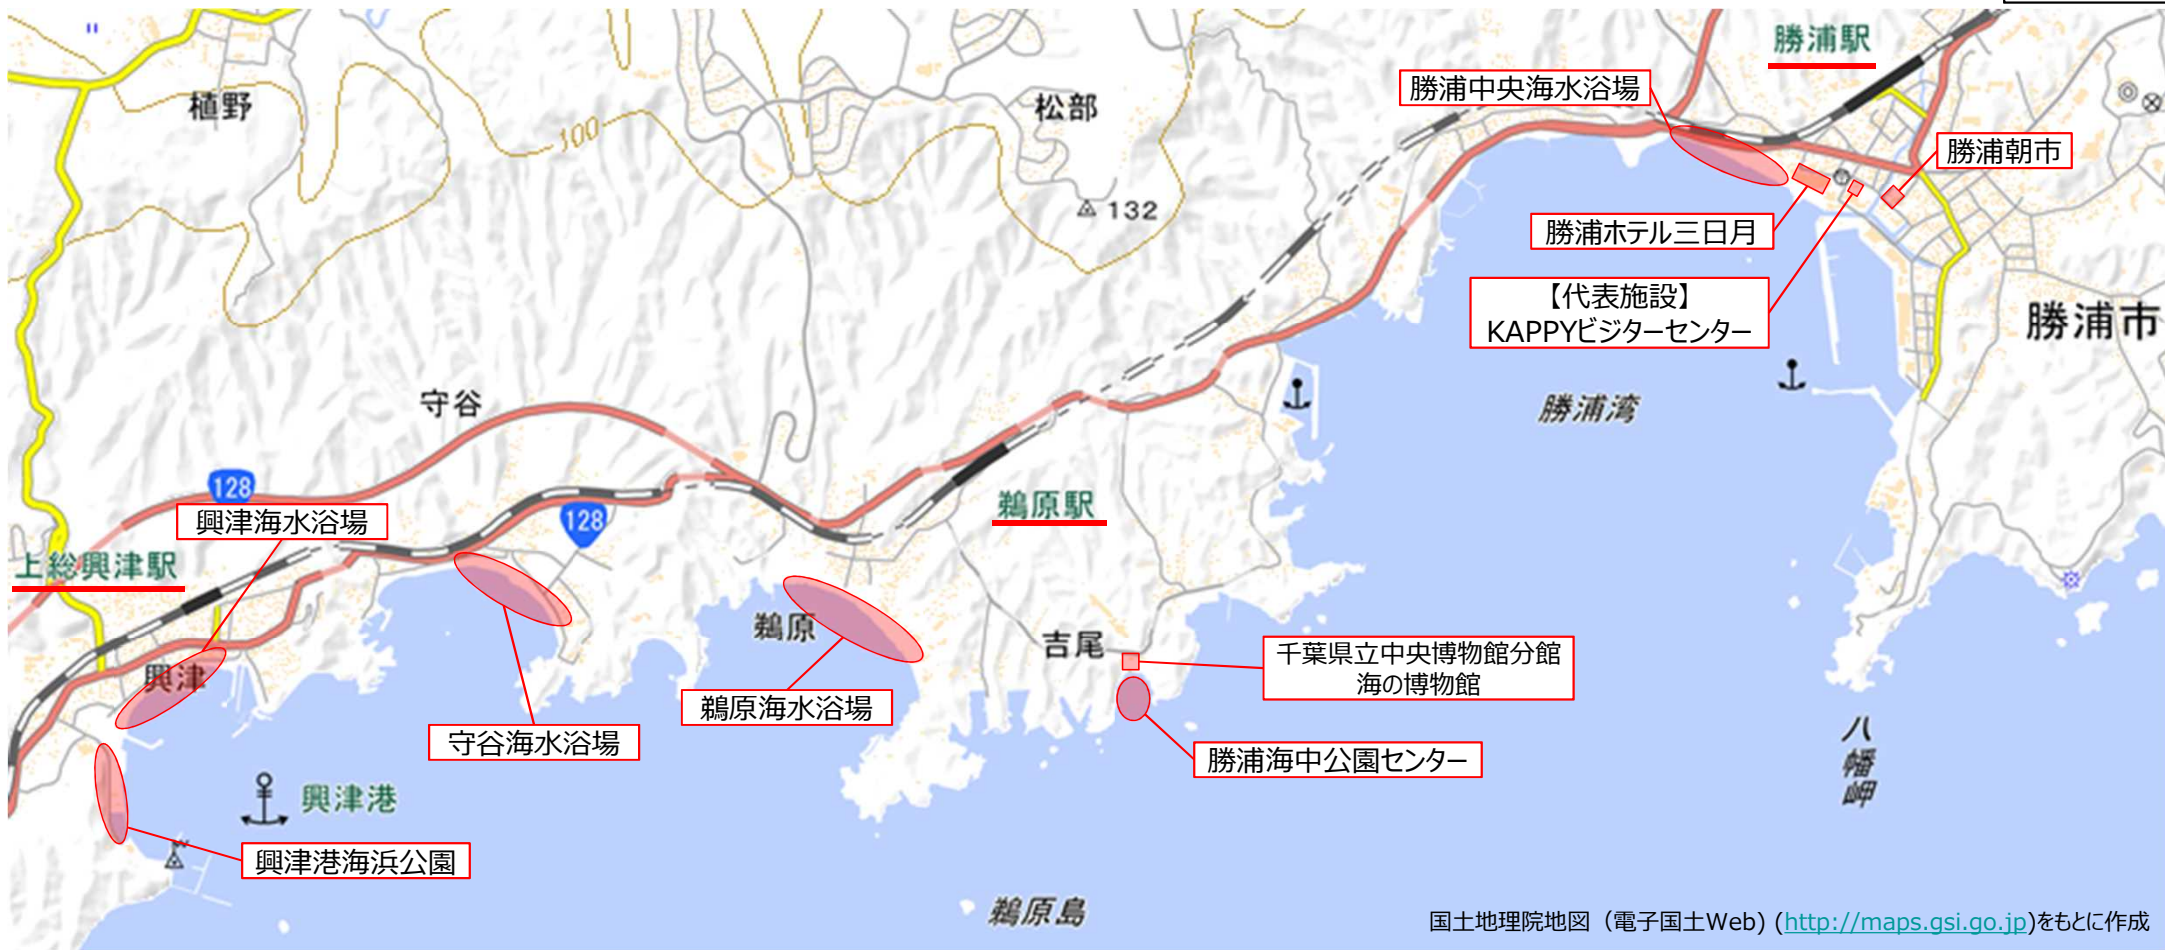 勝浦駅
勝浦中央海水浴場
植野
松部
100
勝浦朝市
132
勝浦ホテル三日月
【代表施設】
KAPPYビジターセンター
勝浦市
守谷
勝浦湾
128
鵜原駅
興津海水浴場
128
上総興津駅
鵜原
吉尾
千葉県立中央博物館分館
海の博物館
興津
鵜原海水浴場
守谷海水浴場
勝浦海中公園センター
八幡岬
興津港
興津港海浜公園
鵜原島
国土地理院地図（電子国土Web) (http://maps.gsi.go.jp)をもとに作成